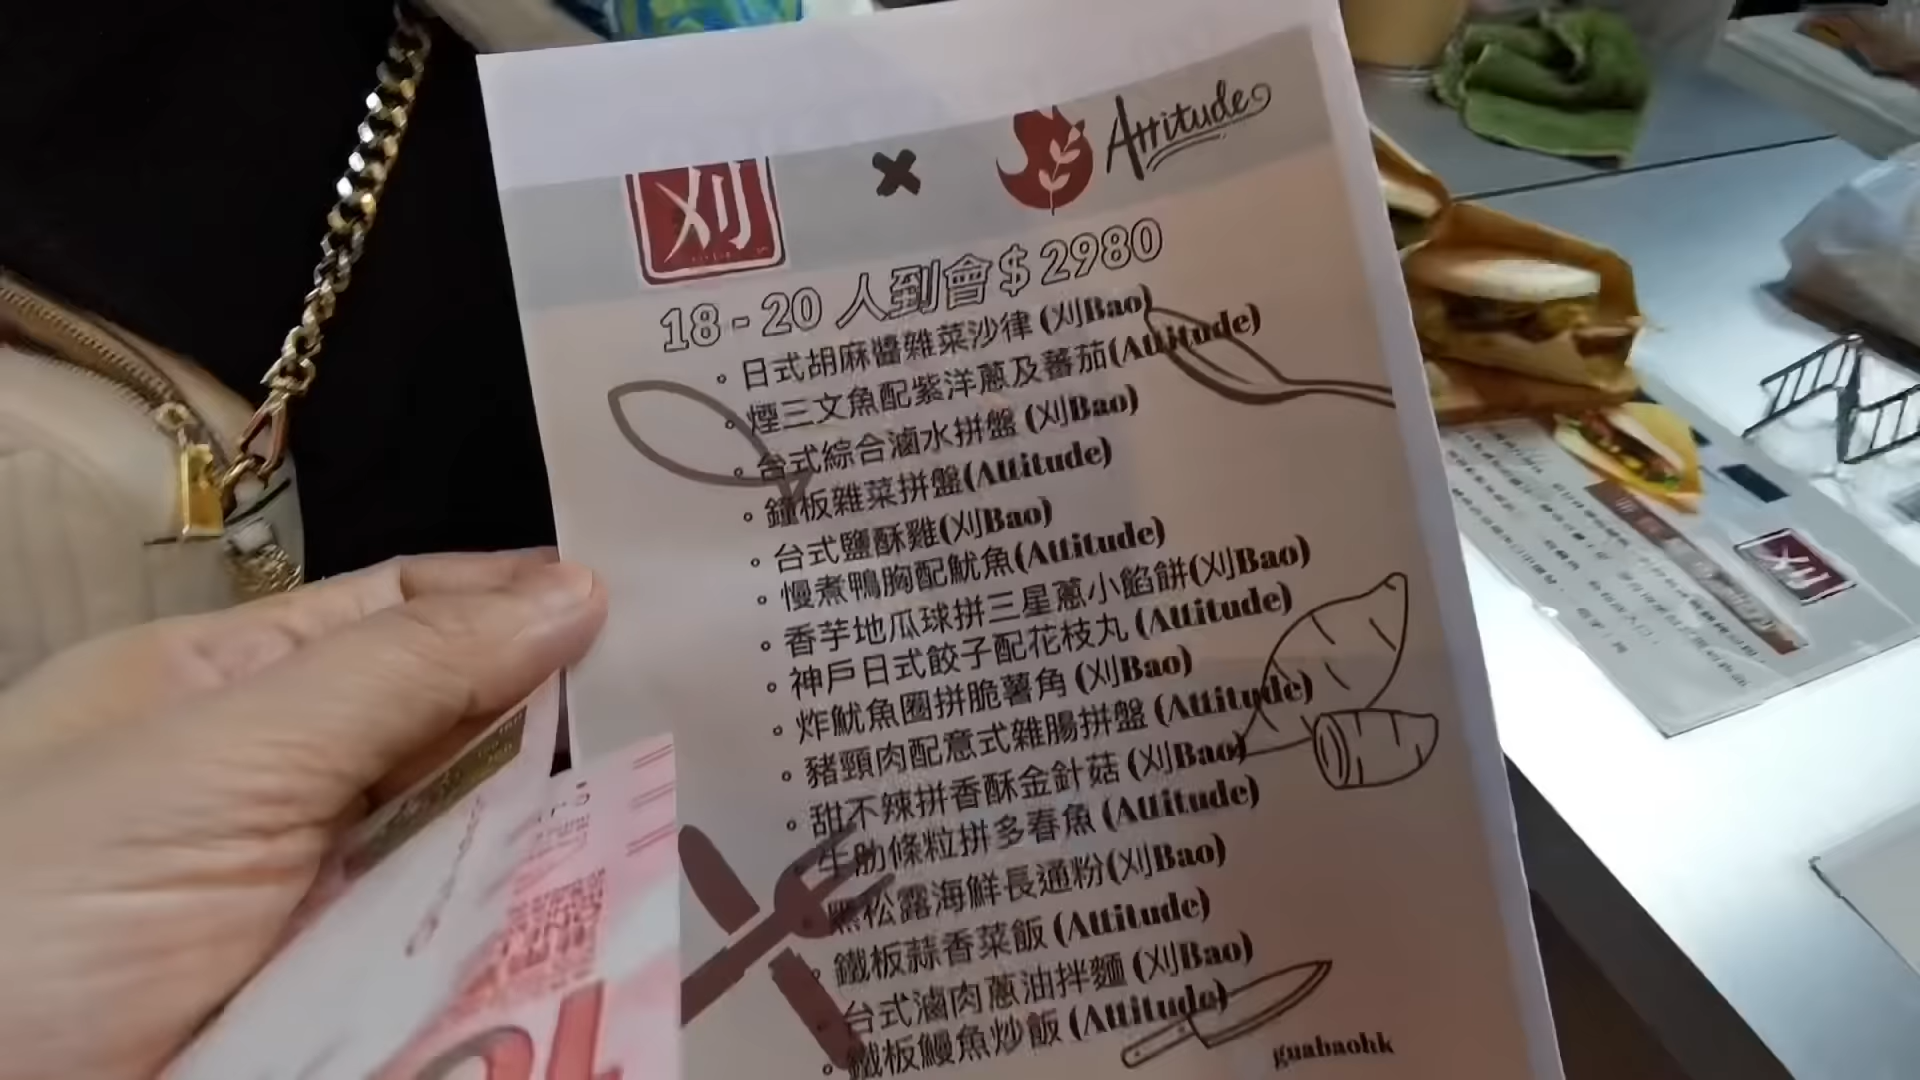 刈 × Attitude
18 - 20 人到會 $ 2980
。日式胡麻醬雜菜沙律 (刈Bao)
。煙三文魚配紫洋蔥及蕃茄(Attitude)
。台式綜合滷水拼盤 (刈Bao)
。鐘板雜菜拼盤(Attitude)
。台式鹽酥雞(刈Bao)
。慢煮鴨胸配魷魚(Attitude)
。香芋地瓜球拼三星蔥小餡餅(刈Bao)
。神戶日式餃子配花枝丸 (Attitude)
。炸魷魚圈拼脆薯角 (刈Bao)
。豬頸肉配意式雜腸拼盤 (Attitude)
。甜不辣拼香酥金針菇 (刈Bao)
。牛肋條粒拼多春魚 (Attitude)
。黑松露海鮮長通粉(刈Bao)
。鐵板蒜香菜飯 (Attitude)
。台式滷肉蔥油拌麵 (刈Bao)
。鐵板鰻魚炒飯 (Attitude)
guabaohk
刈